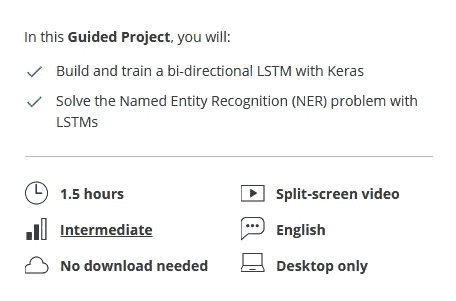 In this Guided Project, you will:
Build and train a bi-directional LSTM with Keras
Solve the Named Entity Recognition (NER) problem with
LSTMs
1.5 hours
Split-screen video
Intermediate
English
No download needed
Desktop only